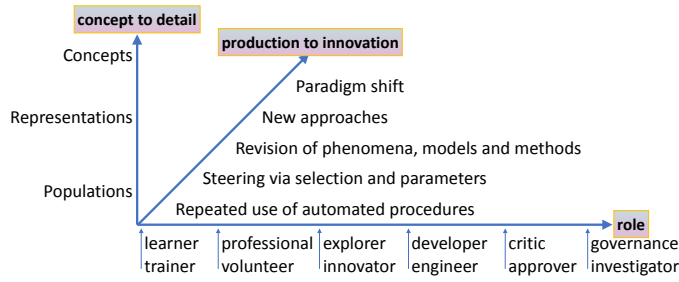 concept to detail
production to innovation
Concepts
Paradigm shift
Representations
New approaches
Revision of phenomena, models and methods
Populations
Steering via selection and parameters
Repeated use of automated procedures
role
learner
trainer
professional
volunteer
explorer
innovator
developer
engineer
critic
approver
governance
investigator